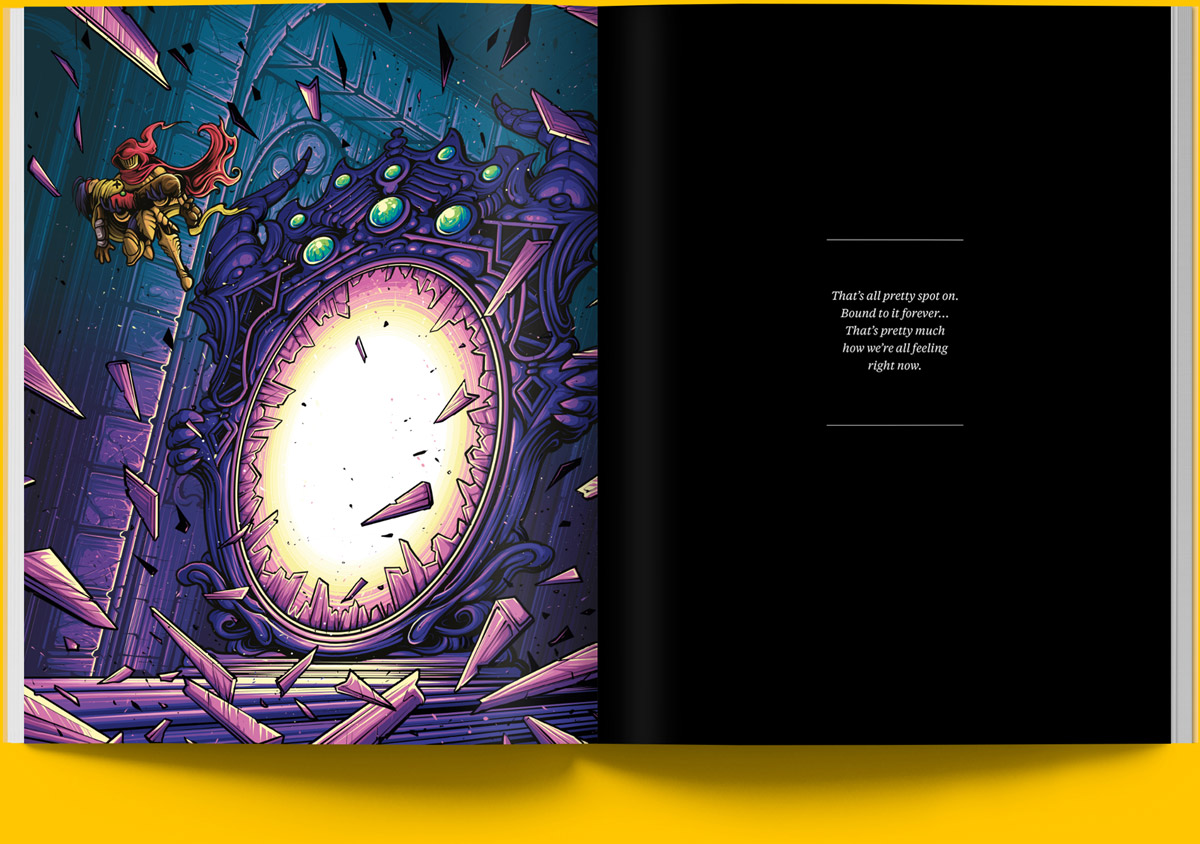 That’s all pretty spot on.
Bound to it forever...
That’s pretty much
how we’re all feeling
right now.